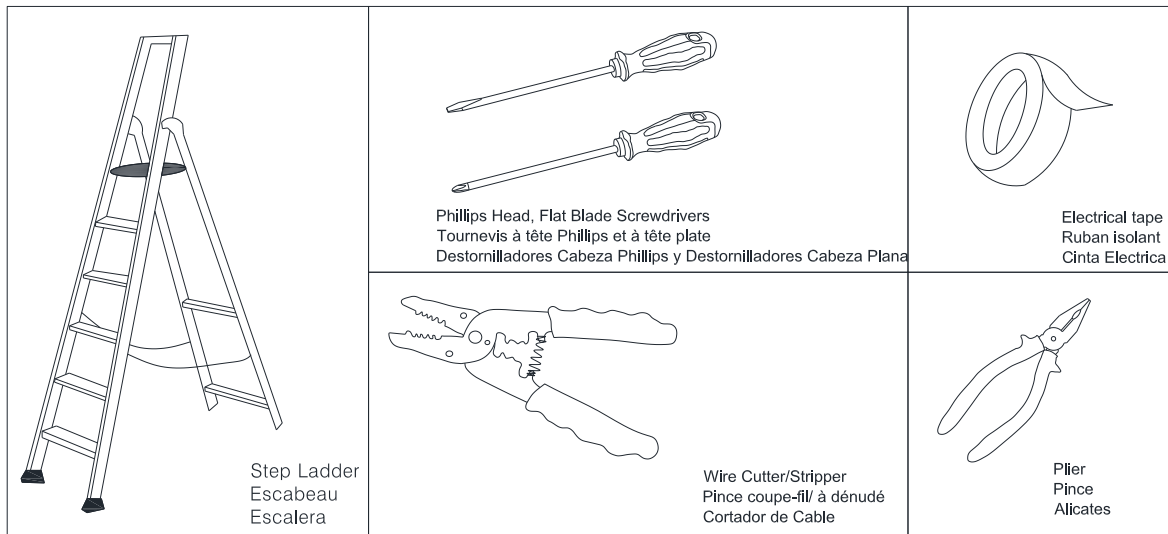 Step Ladder
Escabeau
Escalera
Phillips Head, Flat Blade Screwdrivers
Tournevis à tête Phillips et à tête plate
Destornilladores Cabeza Phillips y Destornilladores Cabeza Plana
Electrical tape
Ruban isolant
Cinta Electrica
Wire Cutter/Stripper
Pince coupe-fil/ à dénudé
Cortador de Cable
Plier
Pince
Alicates